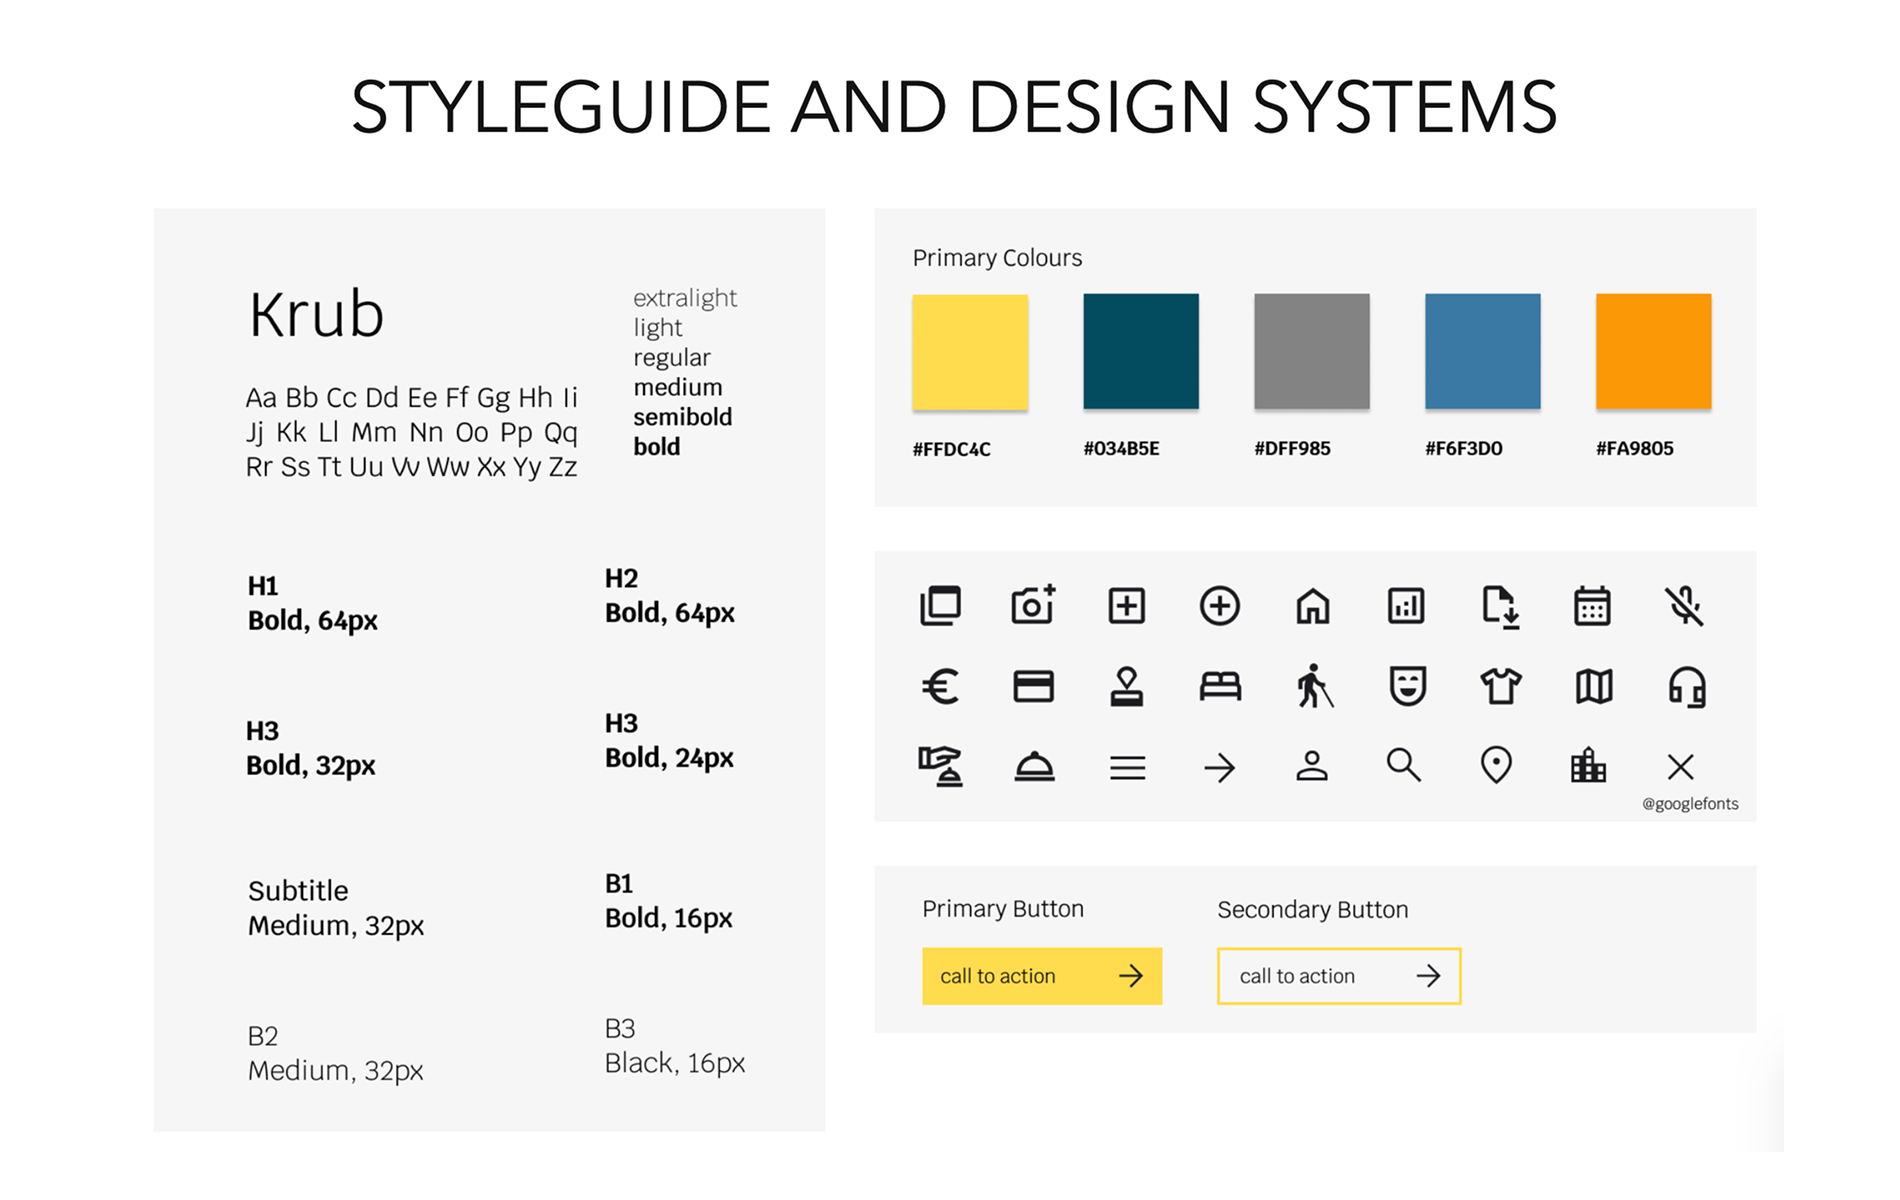 STYLEGUIDE AND DESIGN SYSTEMS
Krub
Aa Bb Cc Dd Ee Ff Gg Hh Ii
Jj Kk Ll Mm Nn Oo Pp Qq
Rr Ss Tt Uu Vv Ww Xx Yy Zz
extralight
light
regular
medium
semibold
bold
H1
Bold, 64px
H2
Bold, 64px
H3
Bold, 32px
H3
Bold, 24px
Subtitle
Medium, 32px
B1
Bold, 16px
B2
Medium, 32px
B3
Black, 16px
Primary Colours
#FFDC4C
#034B5E
#DFF985
#F6F3D0
#FA9805
@googlefonts
Primary Button
call to action
Secondary Button
call to action